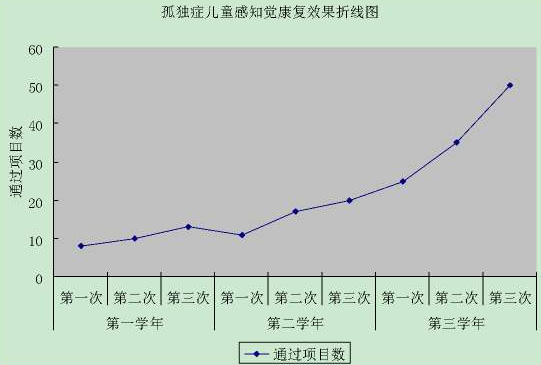 孤独症儿童感知觉康复效果折线图
通过项目数
60
50
40
30
20
10
0
第一次 第二次 第三次 第一次 第二次 第三次 第一次 第二次 第三次
第一学年 第二学年 第三学年
通过项目数